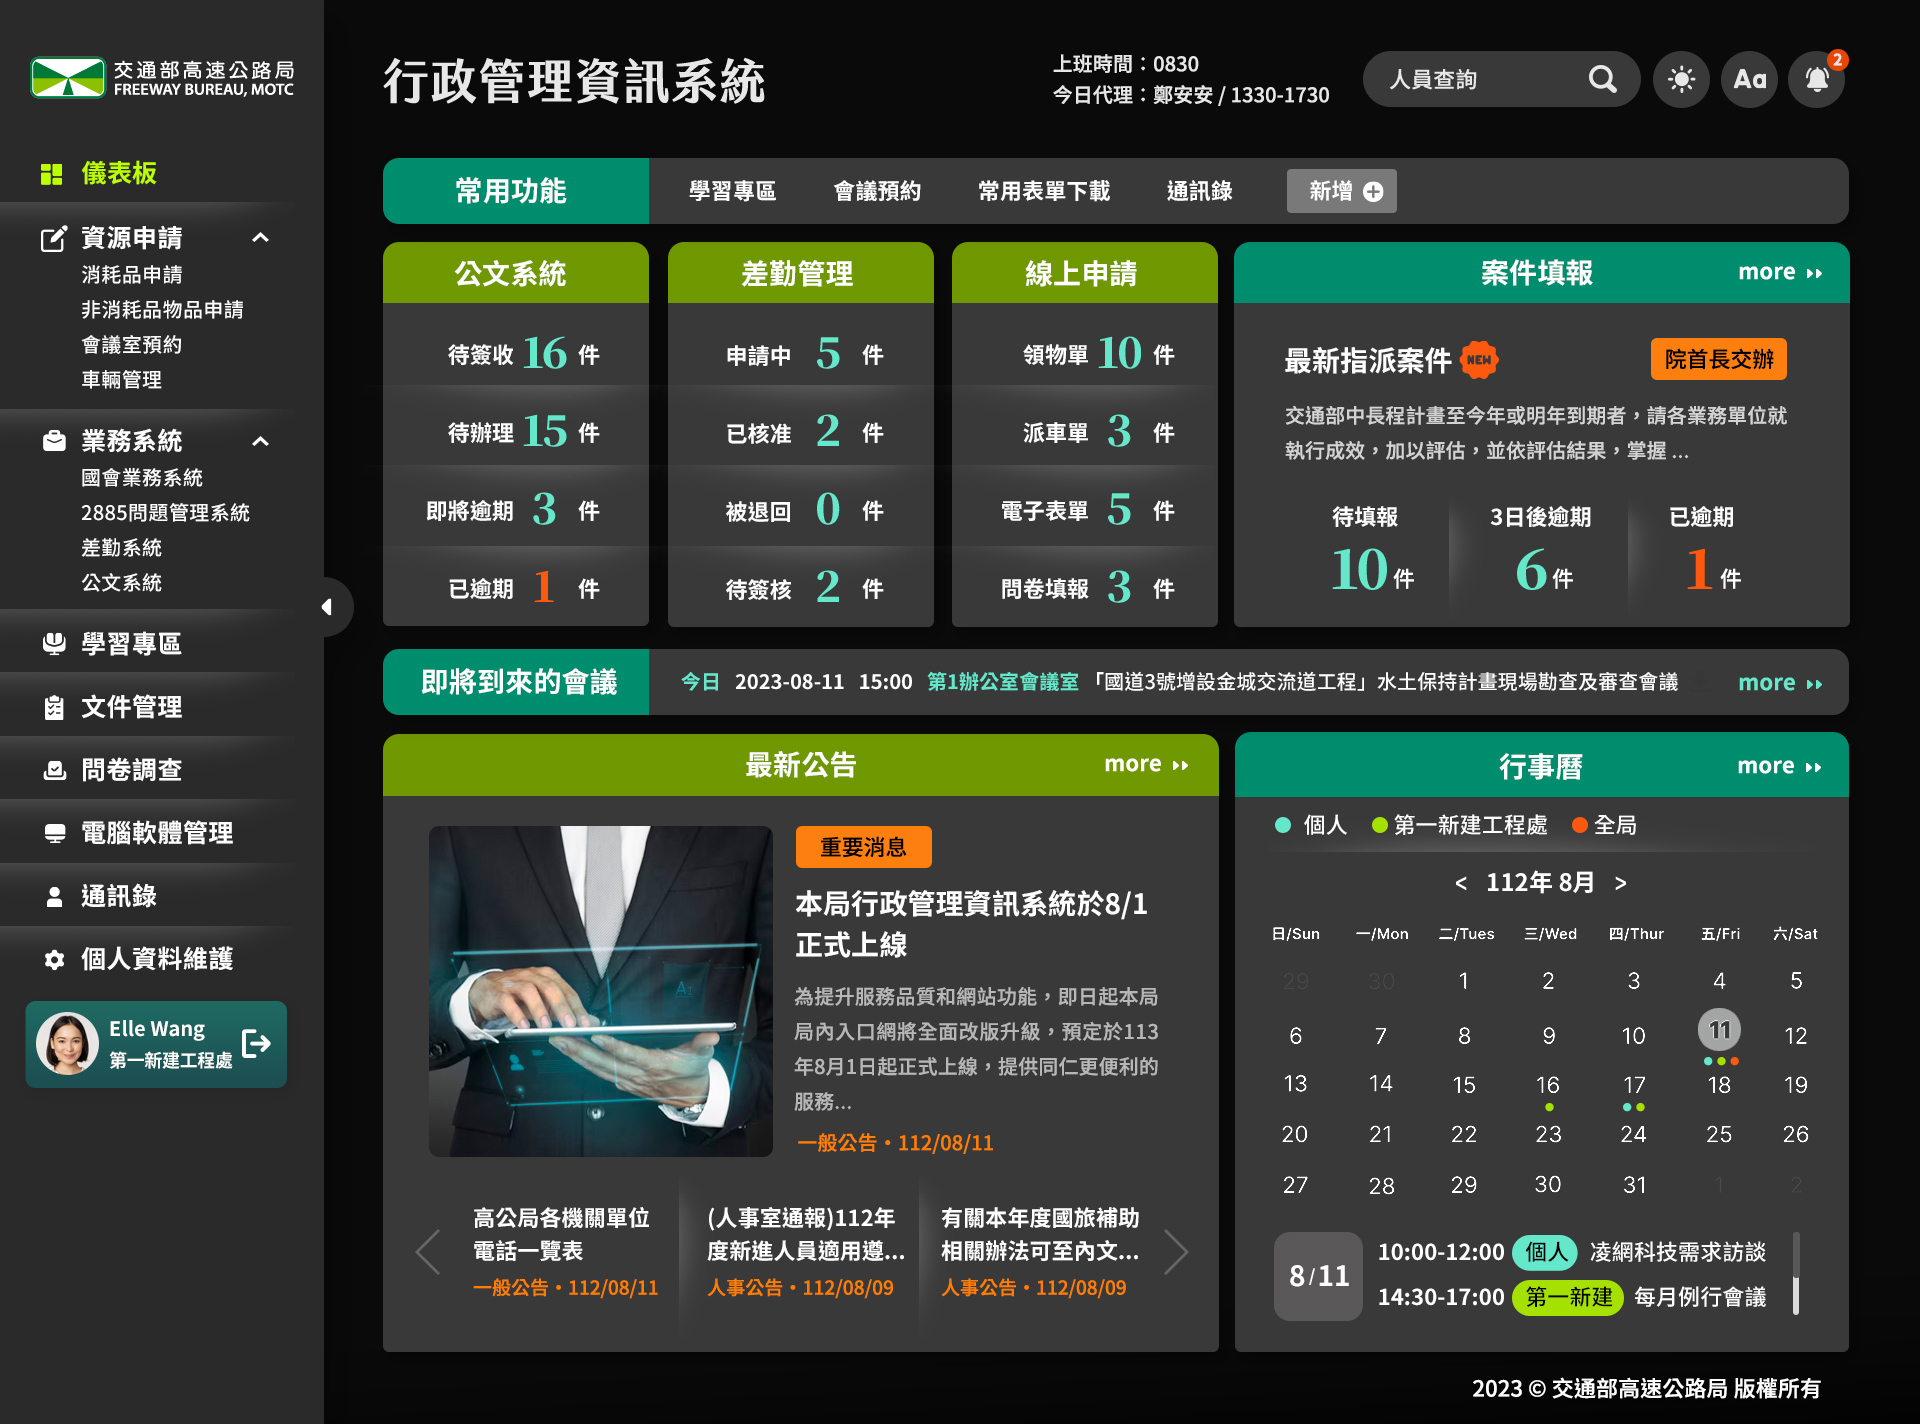 交通部高速公路局
FREEWAY BUREAU, MOTC
儀表板
資源申請
消耗品申請
非消耗品物品申請
會議室預約
車輛管理
業務系統
國會業務系統
2885問題管理系統
差勤系統
公文系統
學習專區
文件管理
問卷調查
電腦軟體管理
通訊錄
個人資料維護
Elle Wang
第一新建工程處
行政管理資訊系統
上班時間：0830
今日代理：鄭安安 / 1330-1730
人員查詢
Aa
2
常用功能
學習專區
會議預約
常用表單下載
通訊錄
新增
公文系統
待簽收 16 件
待辦理 15 件
即將逾期 3 件
已逾期 1 件
差勤管理
申請中 5 件
已核准 2 件
被退回 0 件
待簽核 2 件
線上申請
領物單 10 件
派車單 3 件
電子表單 5 件
問卷填報 3 件
案件填報
more
最新指派案件
NEW
院首長交辦
交通部中長程計畫至今年或明年到期者，請各業務單位就
執行成效，加以評估，並依評估結果，掌握 ...
待填報
10 件
3日後逾期
6 件
已逾期
1 件
即將到來的會議
今日 2023-08-11 15:00 第1辦公室會議室 「國道3號增設金城交流道工程」水土保持計畫現場勘查及審查會議
more
最新公告
more
重要消息
本局行政管理資訊系統於8/1
正式上線
為提升服務品質和網站功能，即日起本局
局內入口網將全面改版升級，預定於113
年8月1日起正式上線，提供同仁更便利的
服務...
一般公告・112/08/11
高公局各機關單位
電話一覽表
一般公告・112/08/11
(人事室通報)112年
度新進人員適用遵...
人事公告・112/08/09
有關本年度國旅補助
相關辦法可至內文...
人事公告・112/08/09
行事曆
more
個人
第一新建工程處
全局
< 112年 8月 >
日/Sun 一/Mon 二/Tues 三/Wed 四/Thur 五/Fri 六/Sat
29 30 1 2 3 4 5
6 7 8 9 10 11 12
13 14 15 16 17 18 19
20 21 22 23 24 25 26
27 28 29 30 31 1 2
8/11
10:00-12:00 個人 凌網科技需求訪談
14:30-17:00 第一新建 每月例行會議
2023 © 交通部高速公路局 版權所有